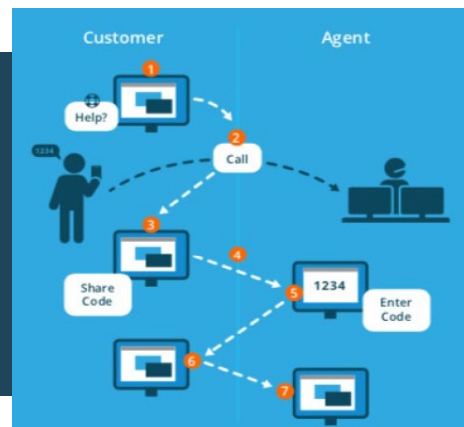 Customer
Agent
1
Help?
2
Call
1234
3
4
Share
Code
5
1234
Enter
Code
6
7